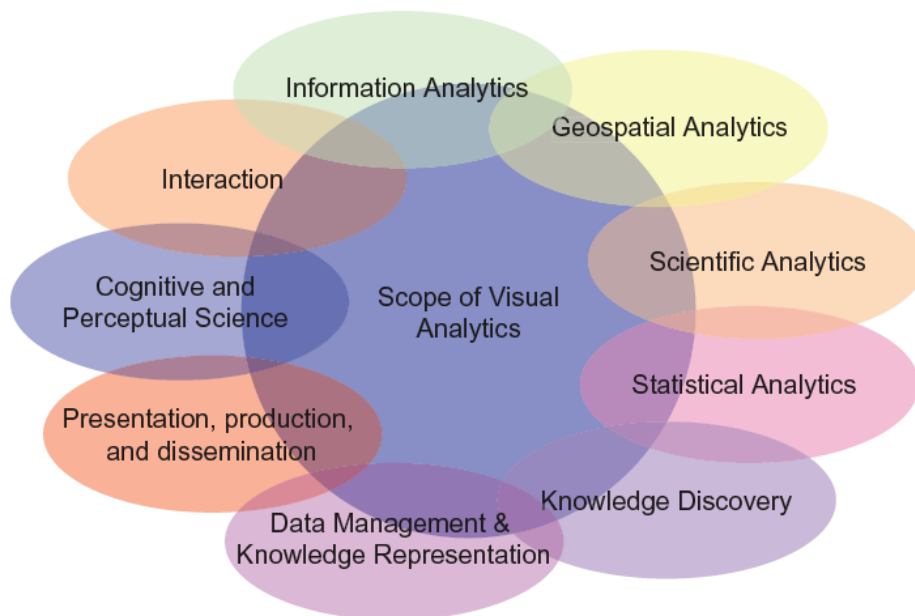 Information Analytics
Geospatial Analytics
Interaction
Scientific Analytics
Cognitive and
Perceptual Science
Scope of Visual
Analytics
Statistical Analytics
Presentation, production,
and dissemination
Knowledge Discovery
Data Management &
Knowledge Representation